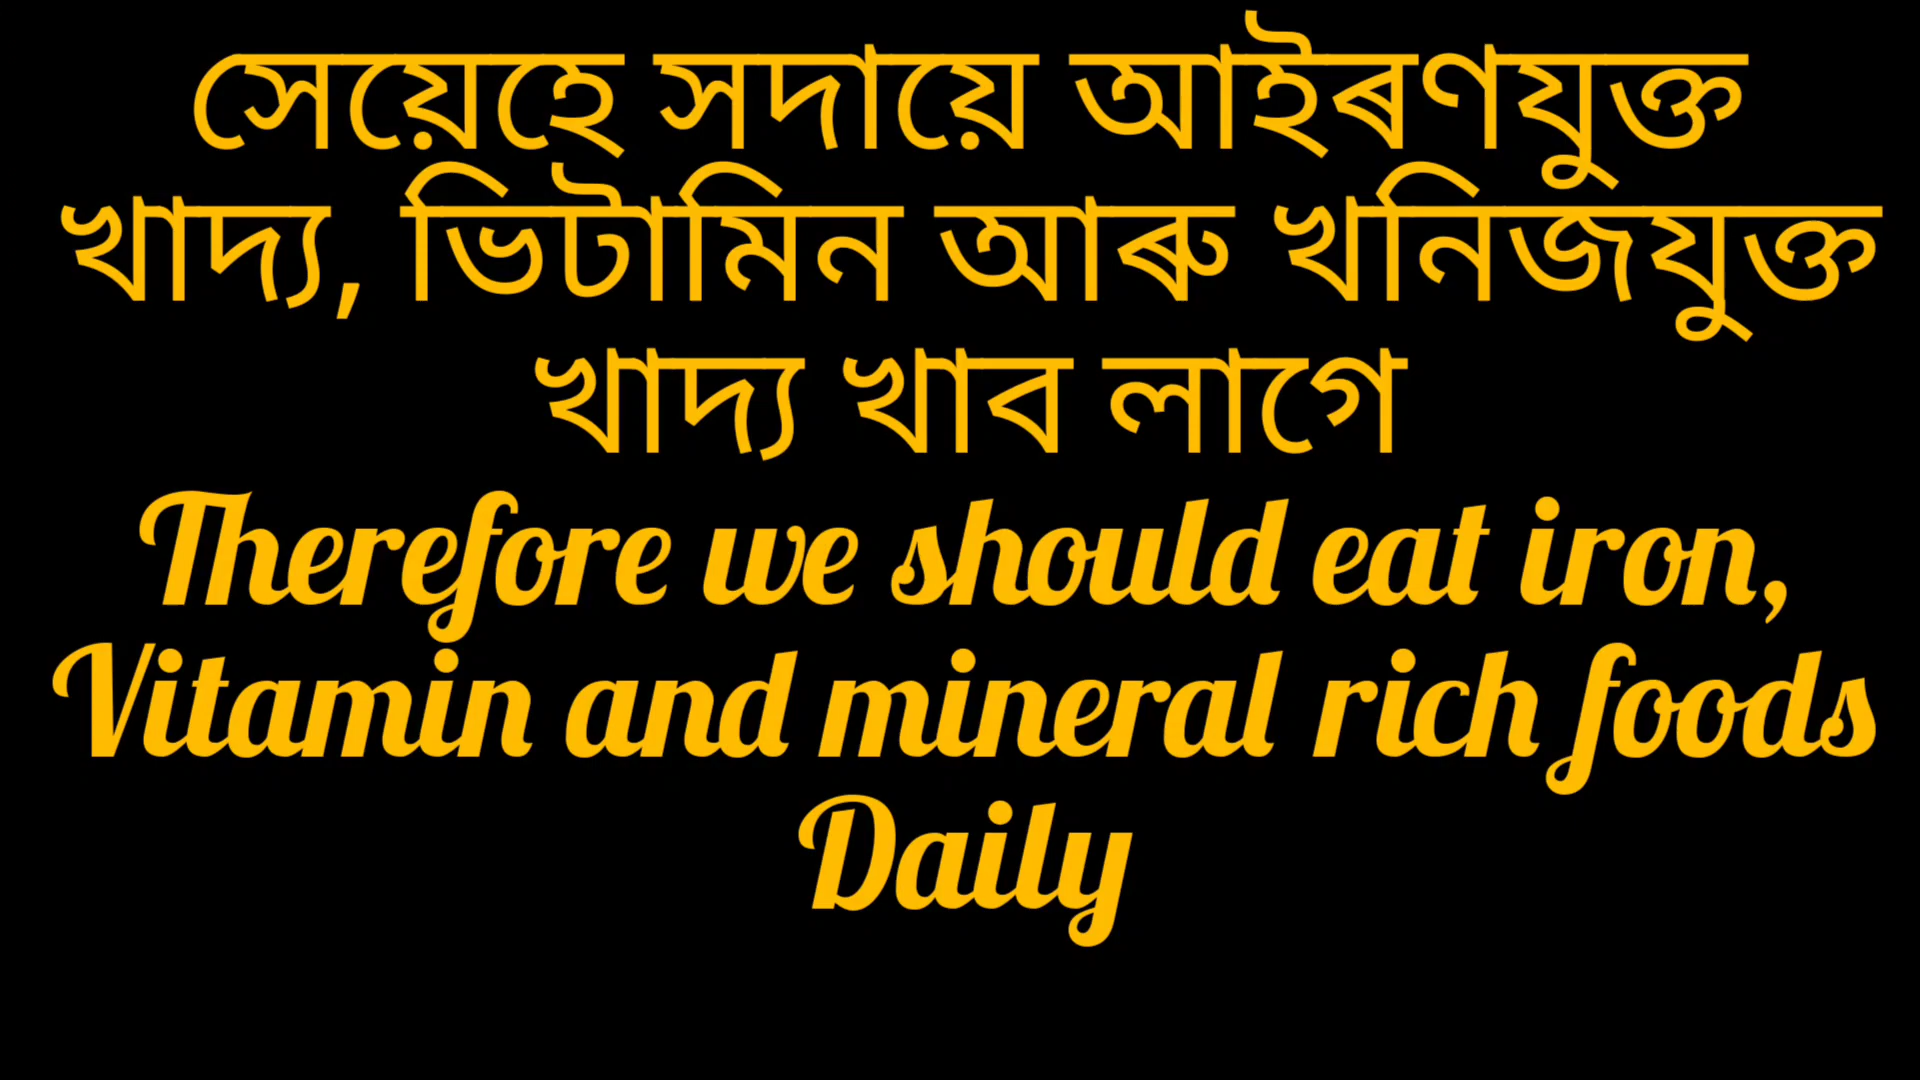 সেয়েহে সদায়ে আইৰণযুক্ত
খাদ্য, ভিটামিন আৰু খনিজযুক্ত
খাদ্য খাব লাগে
Therefore we should eat iron,
Vitamin and mineral rich foods
Daily